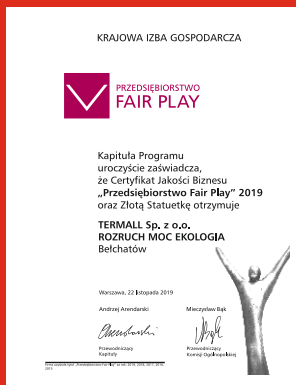 KRAJOWA IZBA GOSPODARCZA
PRZEDSIĘBIORSTWO
FAIR PLAY
Kapituła Programu
uroczyście zaświadcza,
że Certyfikat Jakości Biznesu
„Przedsiębiorstwo Fair Play” 2019
oraz Złotą Statuetkę otrzymuje
TERMALL Sp. z o.o.
ROZRUCH MOC EKOLOGIA
Bełchatów
Warszawa, 22 listopada 2019
Andrzej Arendarski
Mieczysław Bąk
Przewodniczący
Kapituły
Przewodniczący
Komisji Ogólnopolskiej